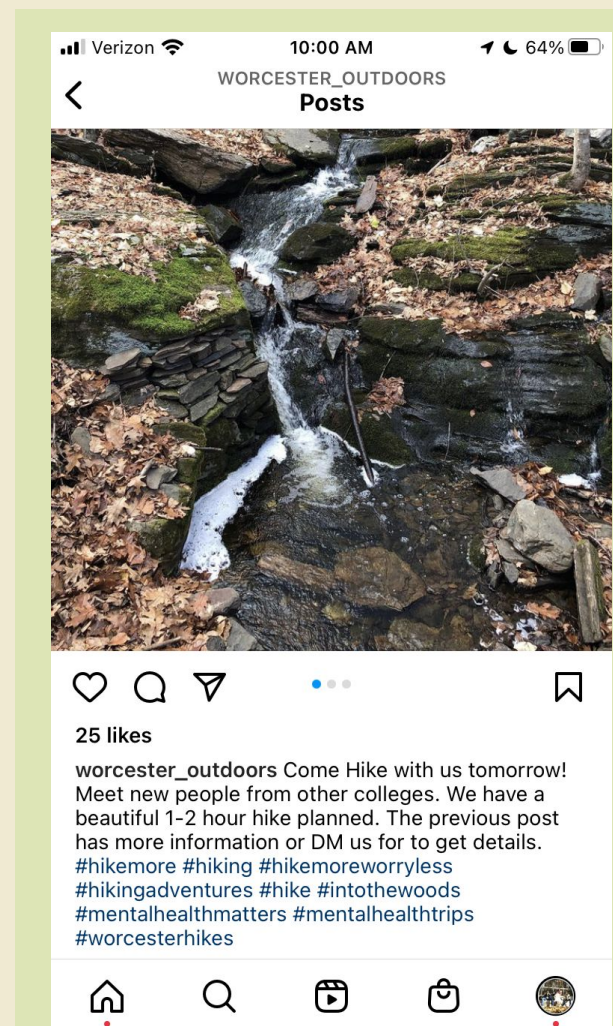 Verizon 10:00 AM 64%
WORCESTER_OUTDOORS
Posts
25 likes
worcester_outdoors Come Hike with us tomorrow!
Meet new people from other colleges. We have a
beautiful 1-2 hour hike planned. The previous post
has more information or DM us for to get details.
#hikemore #hiking #hikemoreworryless
#hikingadventures #hike #intothewoods
#mentalhealthmatters #mentalhealthtrips
#worcesterhikes